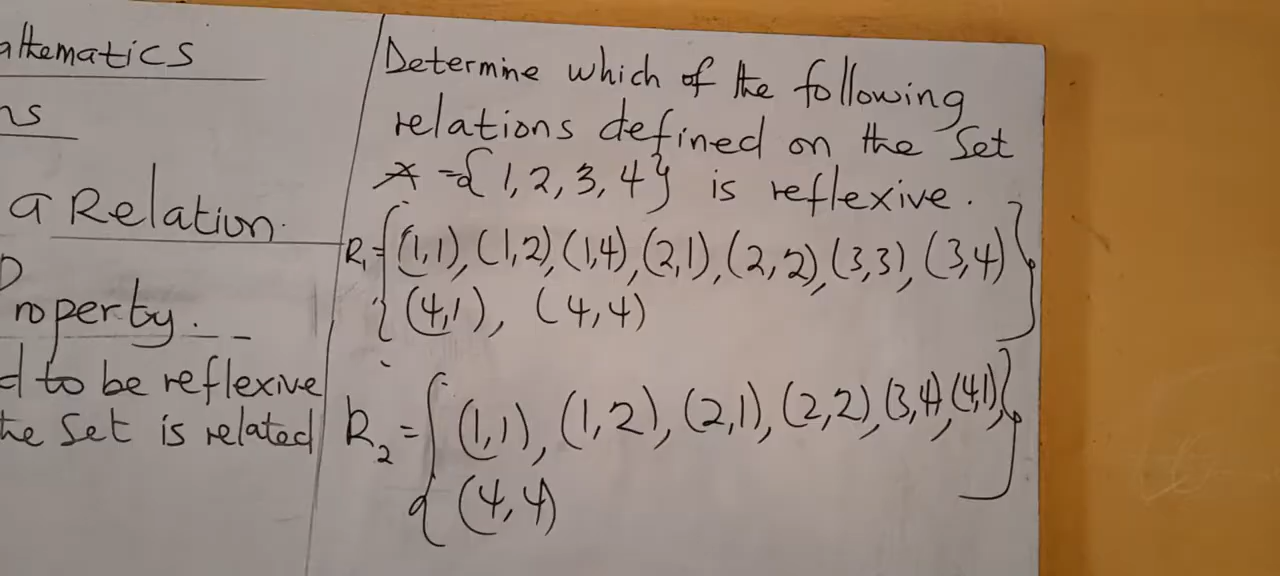 athematics
ns
a Relation.
Property.
d to be reflexive
he Set is related
Determine which of the following
relations defined on the Set
A = {1, 2, 3, 4} is reflexive.
R₁ = {(1,1), (1,2), (1,4), (2,1), (2,2), (3,3), (3,4)
(4,1), (4,4)}
R₂ = {(1,1), (1,2), (2,1), (2,2), (3,4), (4,1),
(4,4)}